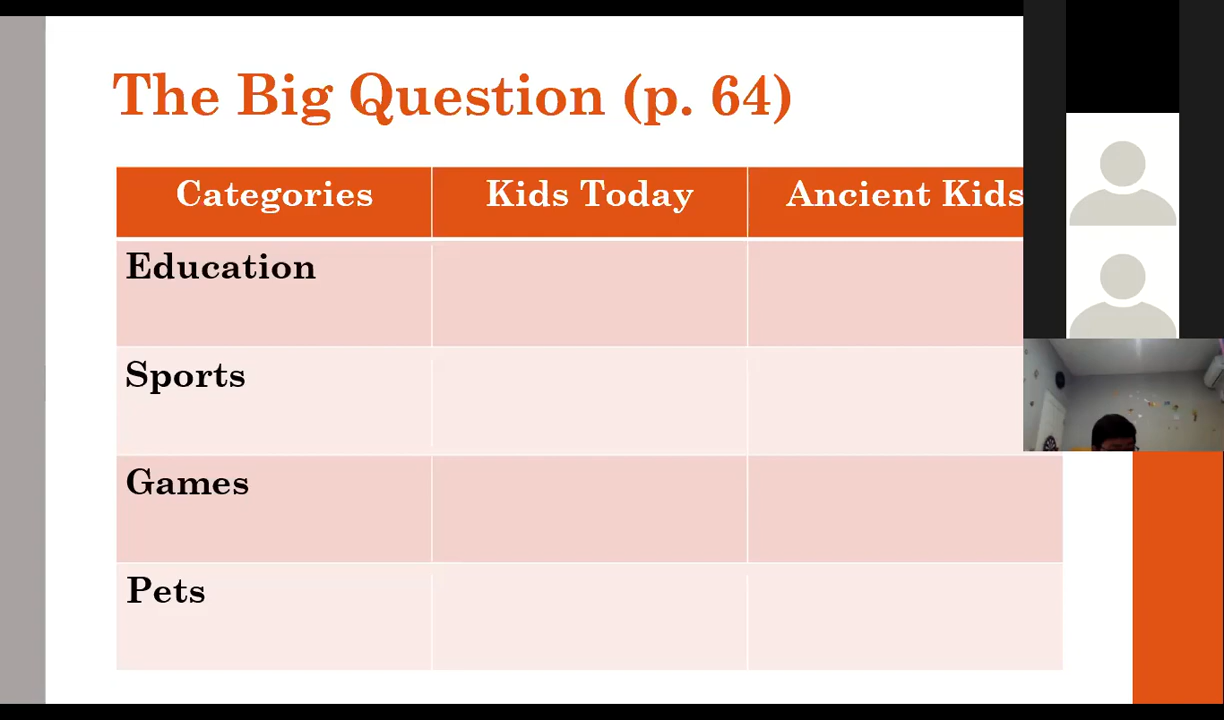 The Big Question (p. 64)
Categories Kids Today Ancient Kids
Education
Sports
Games
Pets